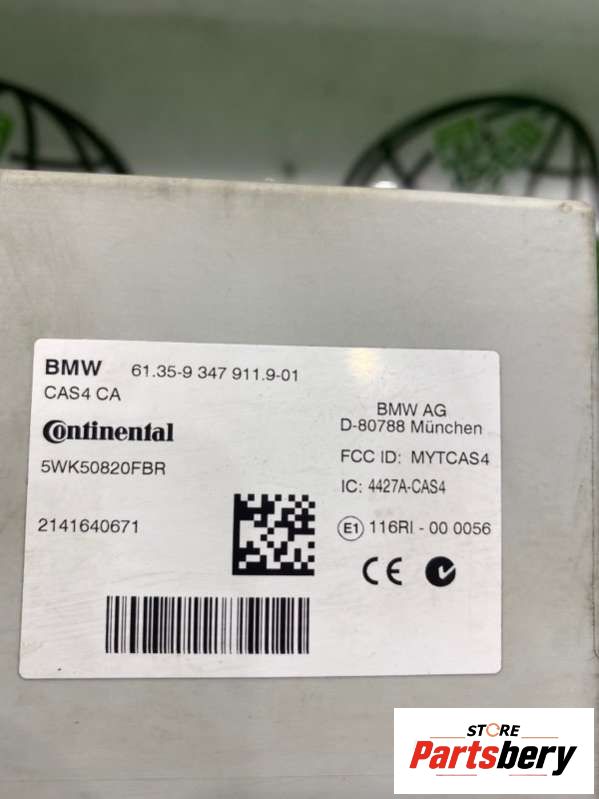 BMW 61.35-9 347 911.9-01
CAS4 CA
Continental
5WK50820FBR
2141640671
BMW AG
D-80788 München
FCC ID: MYTCAS4
IC: 4427A-CAS4
E1 116RI - 00 0056
CE
STORE
Partsbery